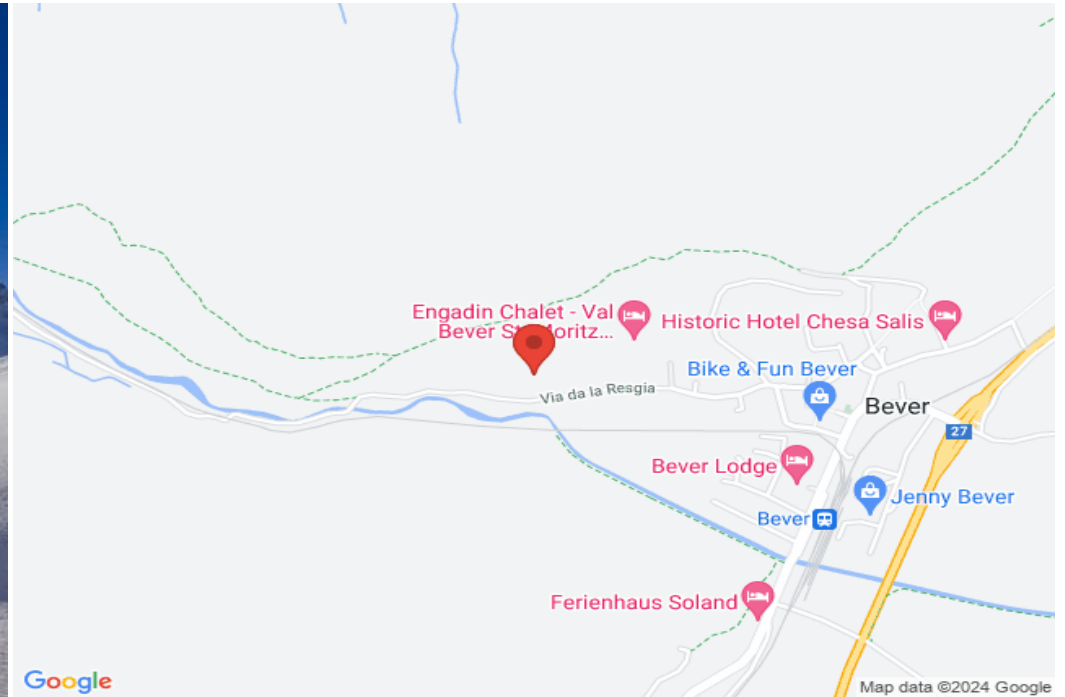 Engadin Chalet - Val
Bever St. Moritz...
Historic Hotel Chesa Salis
Bike & Fun Bever
Via da la Resgia
Bever
27
Bever Lodge
Jenny Bever
Bever
Ferienhaus Soland
Google
Map data ©2024 Google